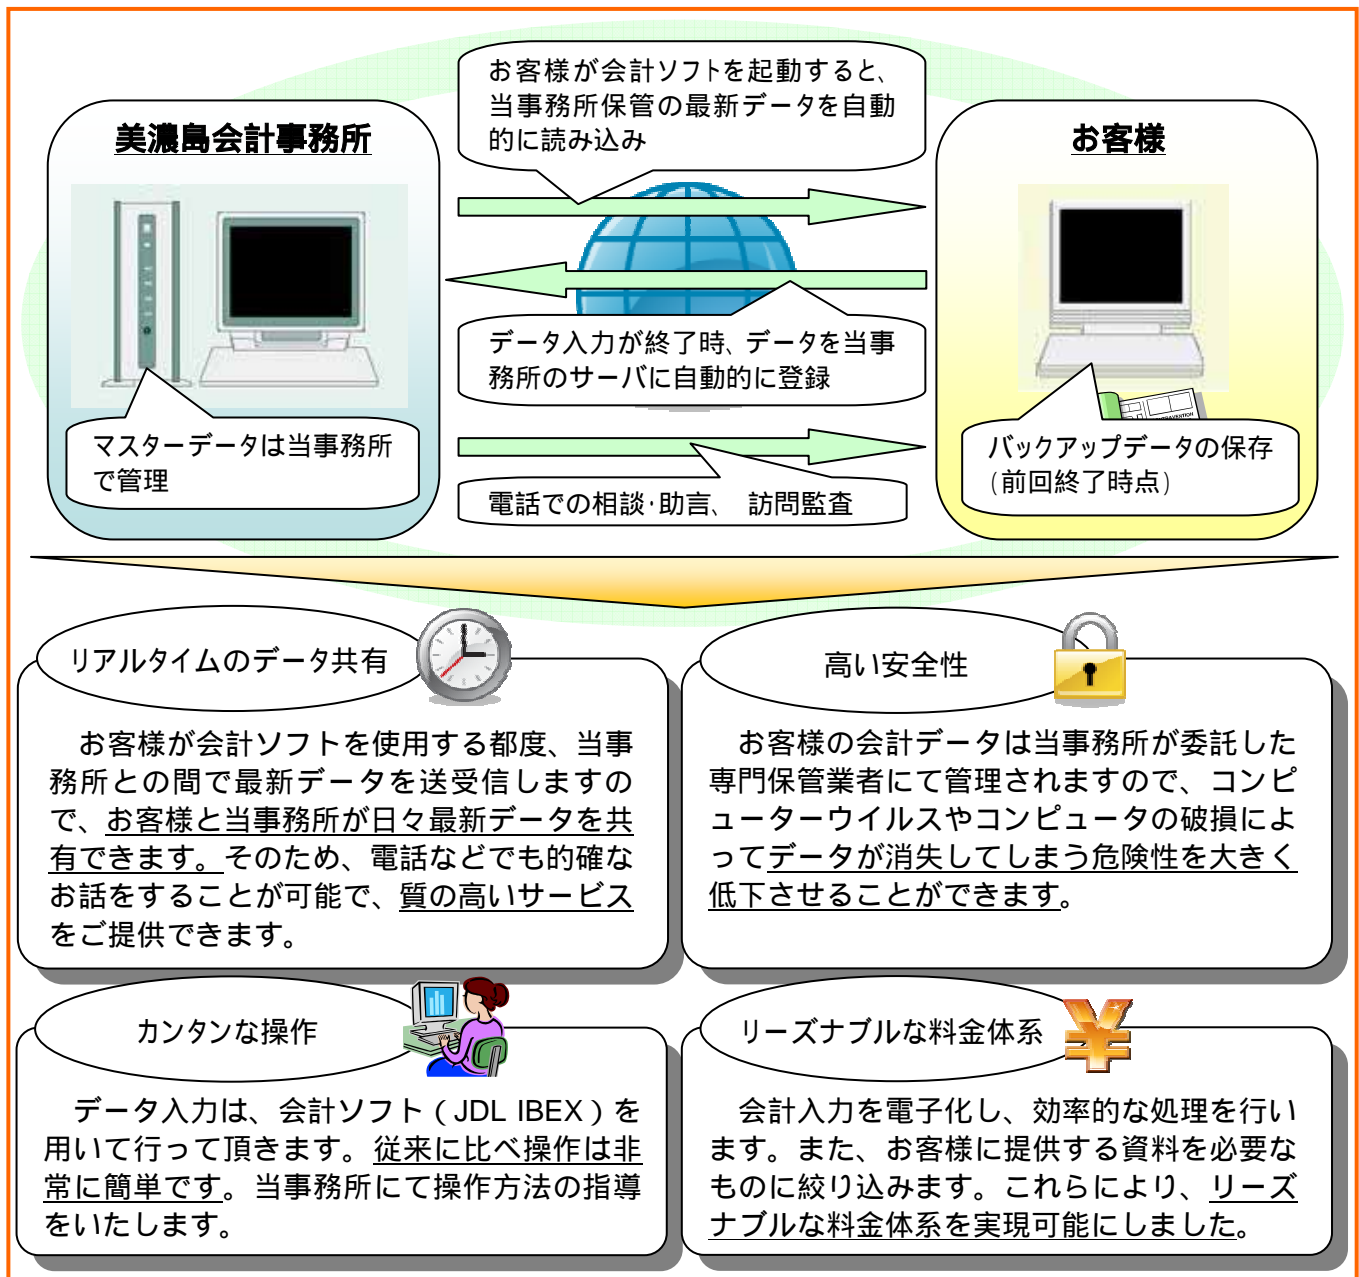 お客様が会計ソフトを起動すると、
当事務所保管の最新データを自動
的に読み込み
美濃島会計事務所
お客様
データ入力が終了時、データを当事
務所のサーバに自動的に登録
マスターデータは当事務所
で管理
バックアップデータの保存
(前回終了時点)
電話での相談・助言、 訪問監査
リアルタイムのデータ共有
お客様が会計ソフトを使用する都度、当事
務所との間で最新データを送受信しますの
で、お客様と当事務所が日々最新データを共
有できます。そのため、電話などでも的確な
お話をすることが可能で、質の高いサービス
をご提供できます。
高い安全性
お客様の会計データは当事務所が委託した
専門保管業者にて管理されますので、コンピ
ューターウイルスやコンピュータの破損によ
ってデータが消失してしまう危険性を大きく
低下させることができます。
カンタンな操作
データ入力は、会計ソフト(JDL IBEX)を
用いて行って頂きます。従来に比べ操作は非
常に簡単です。当事務所にて操作方法の指導
をいたします。
リーズナブルな料金体系
会計入力を電子化し、効率的な処理を行い
ます。また、お客様に提供する資料を必要な
ものに絞り込みます。これらにより、リーズ
ナブルな料金体系を実現可能にしました。